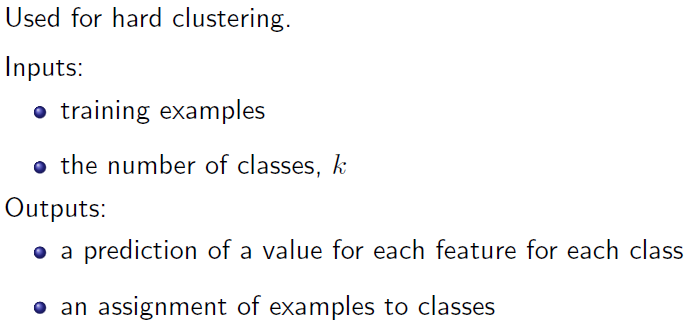 Used for hard clustering.
Inputs:
training examples
the number of classes, k
Outputs:
a prediction of a value for each feature for each class
an assignment of examples to classes